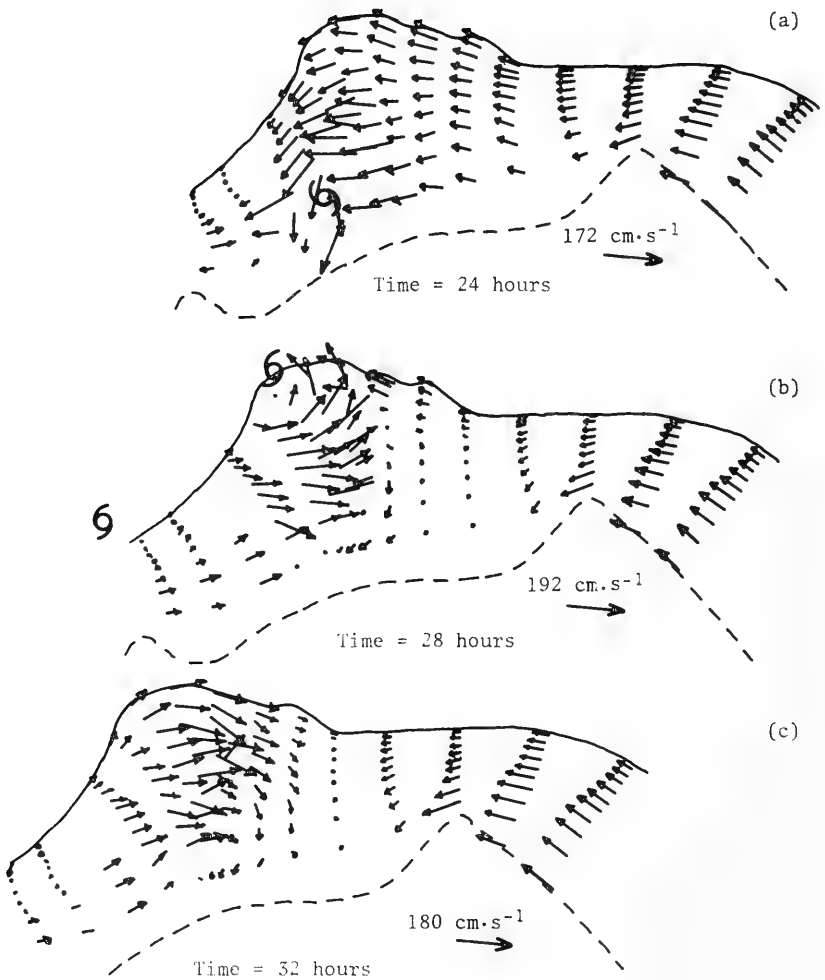 (a)
172 cm·s⁻¹
Time = 24 hours
(b)
192 cm·s⁻¹
Time = 28 hours
(c)
180 cm·s⁻¹
Time = 32 hours